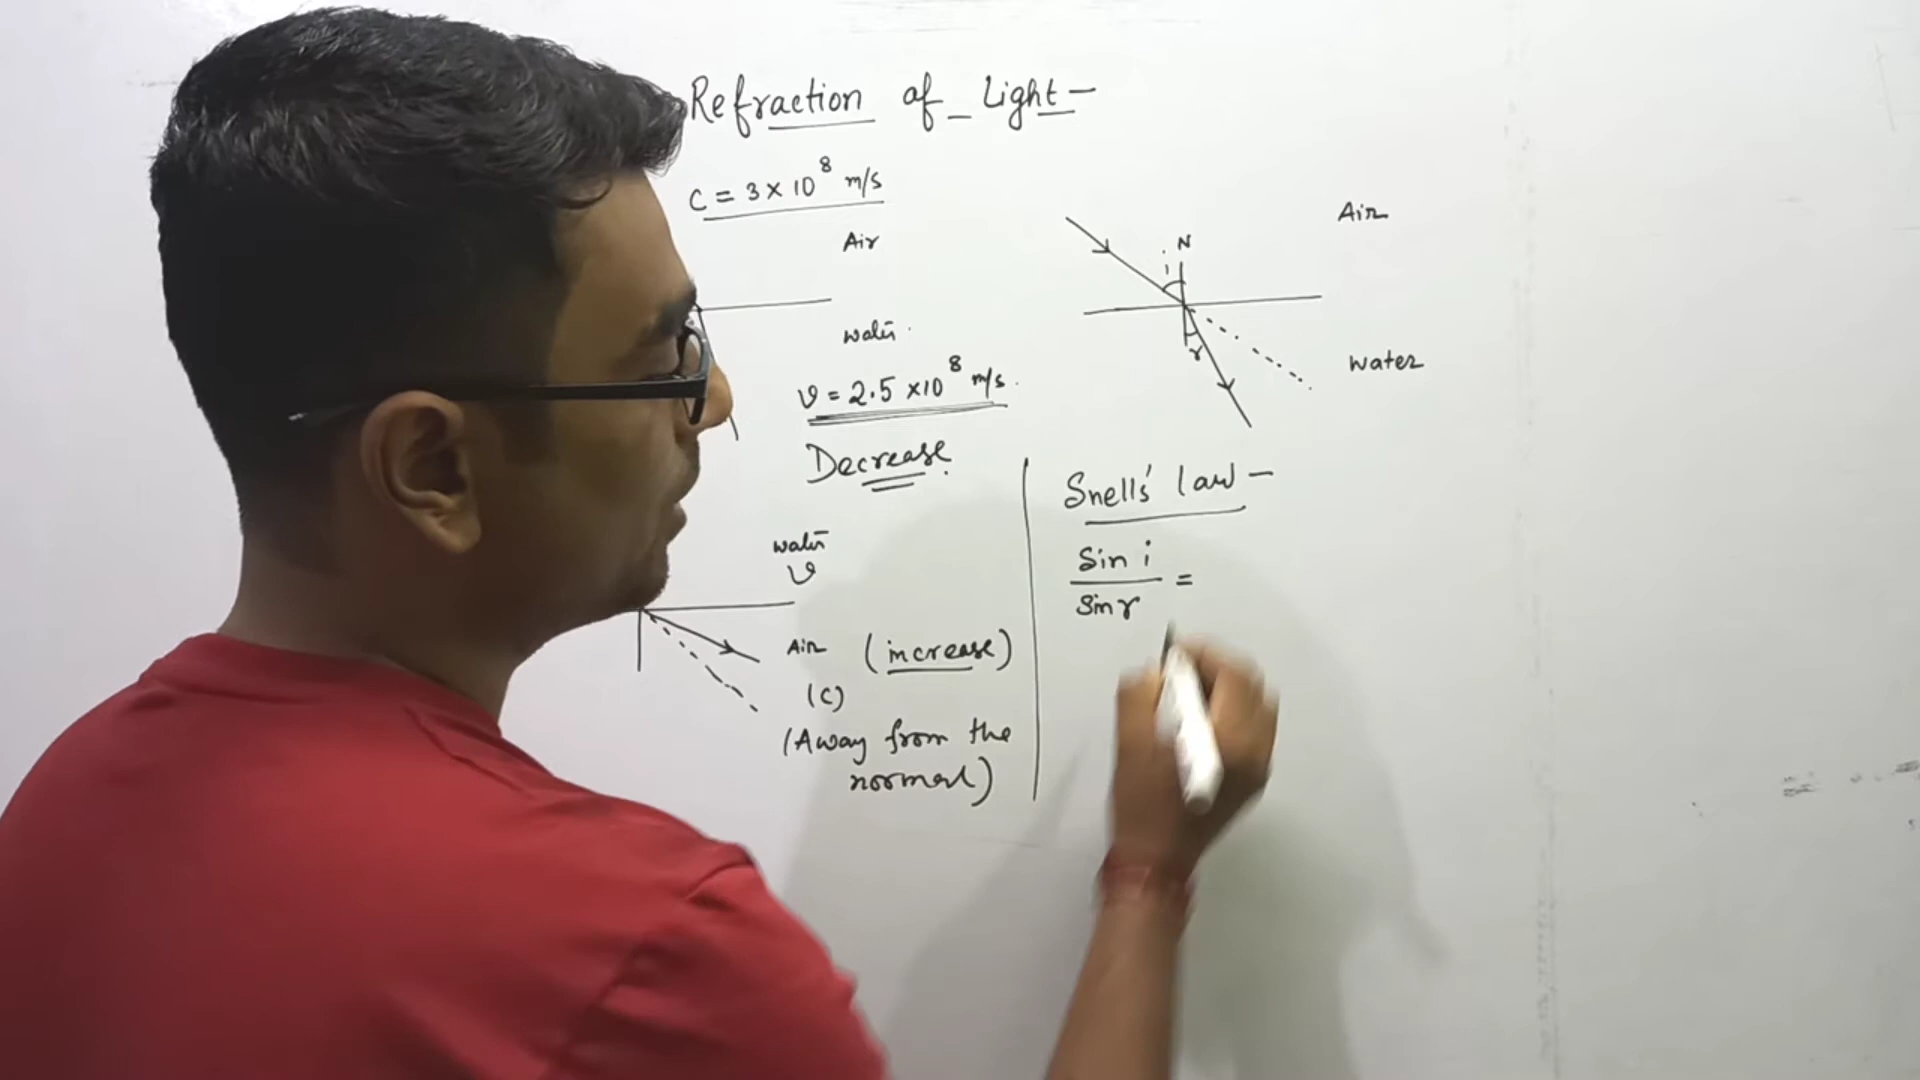 Refraction of Light -
C = 3 × 10⁸ m/s
Air
water
v = 2.5 × 10⁸ m/s.
Decrease
water
v
Air (increase)
(C)
(Away from the
normal)
Air
N
i
r
water
Snells' law -
Sin i
Sin r
=